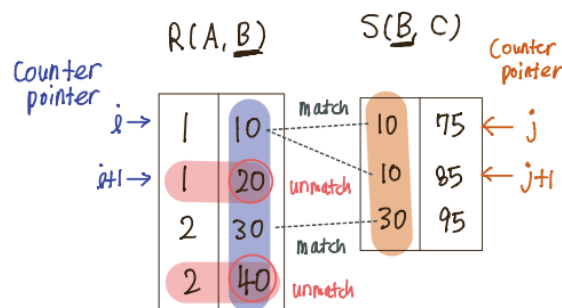 R(A, B)
S(B, C)
Counter
pointer
Counter
pointer
i → 1 10 match 10 75 ← j
i+1 → 1 20 unmatch 10 85 ← j+1
2 30 match 30 95
2 40 unmatch